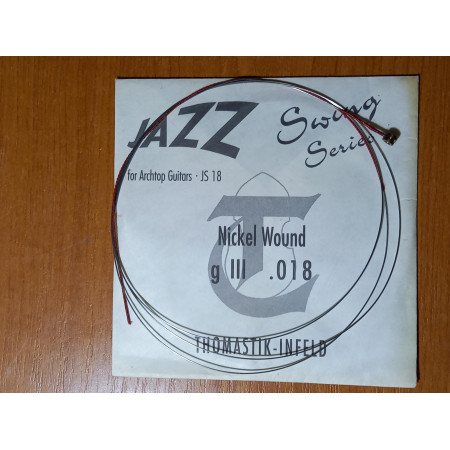 JAZZ
Swing
Series
for Archtop Guitars · JS 18
Nickel Wound
g III .018
THOMASTIK-INFELD